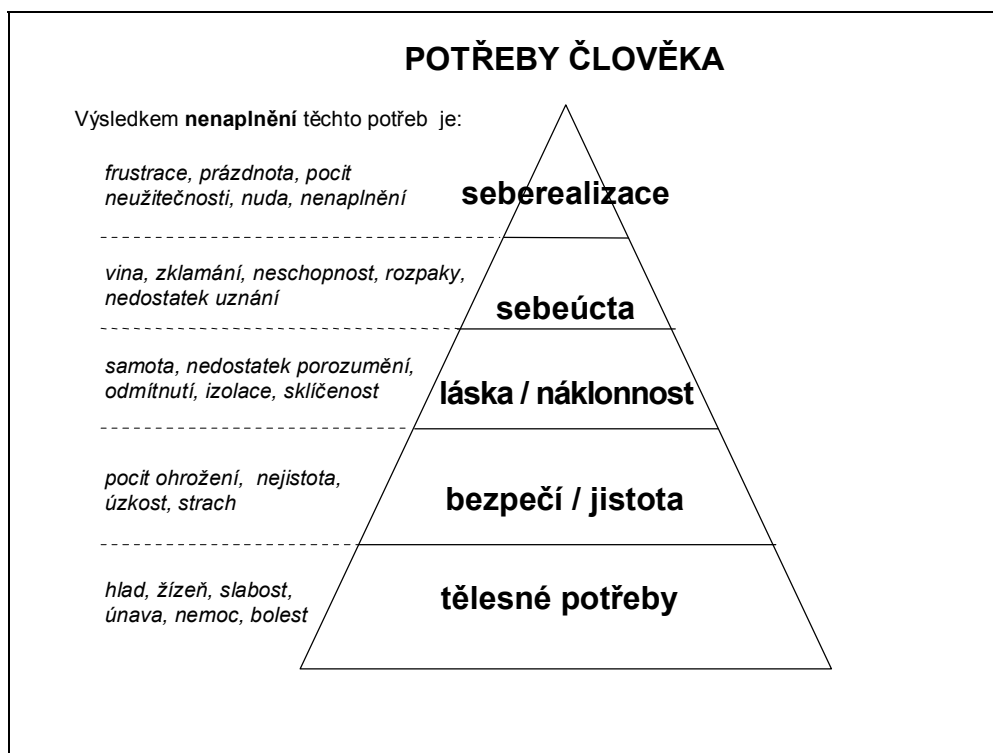 POTŘEBY ČLOVĚKA
Výsledkem nenaplnění těchto potřeb je:
frustrace, prázdnota, pocit
neužitečnosti, nuda, nenaplnění
seberealizace
vina, zklamání, neschopnost, rozpaky,
nedostatek uznání
sebeúcta
samota, nedostatek porozumění,
odmítnutí, izolace, sklíčenost
láska / náklonnost
pocit ohrožení, nejistota,
úzkost, strach
bezpečí / jistota
hlad, žízeň, slabost,
únava, nemoc, bolest
tělesné potřeby